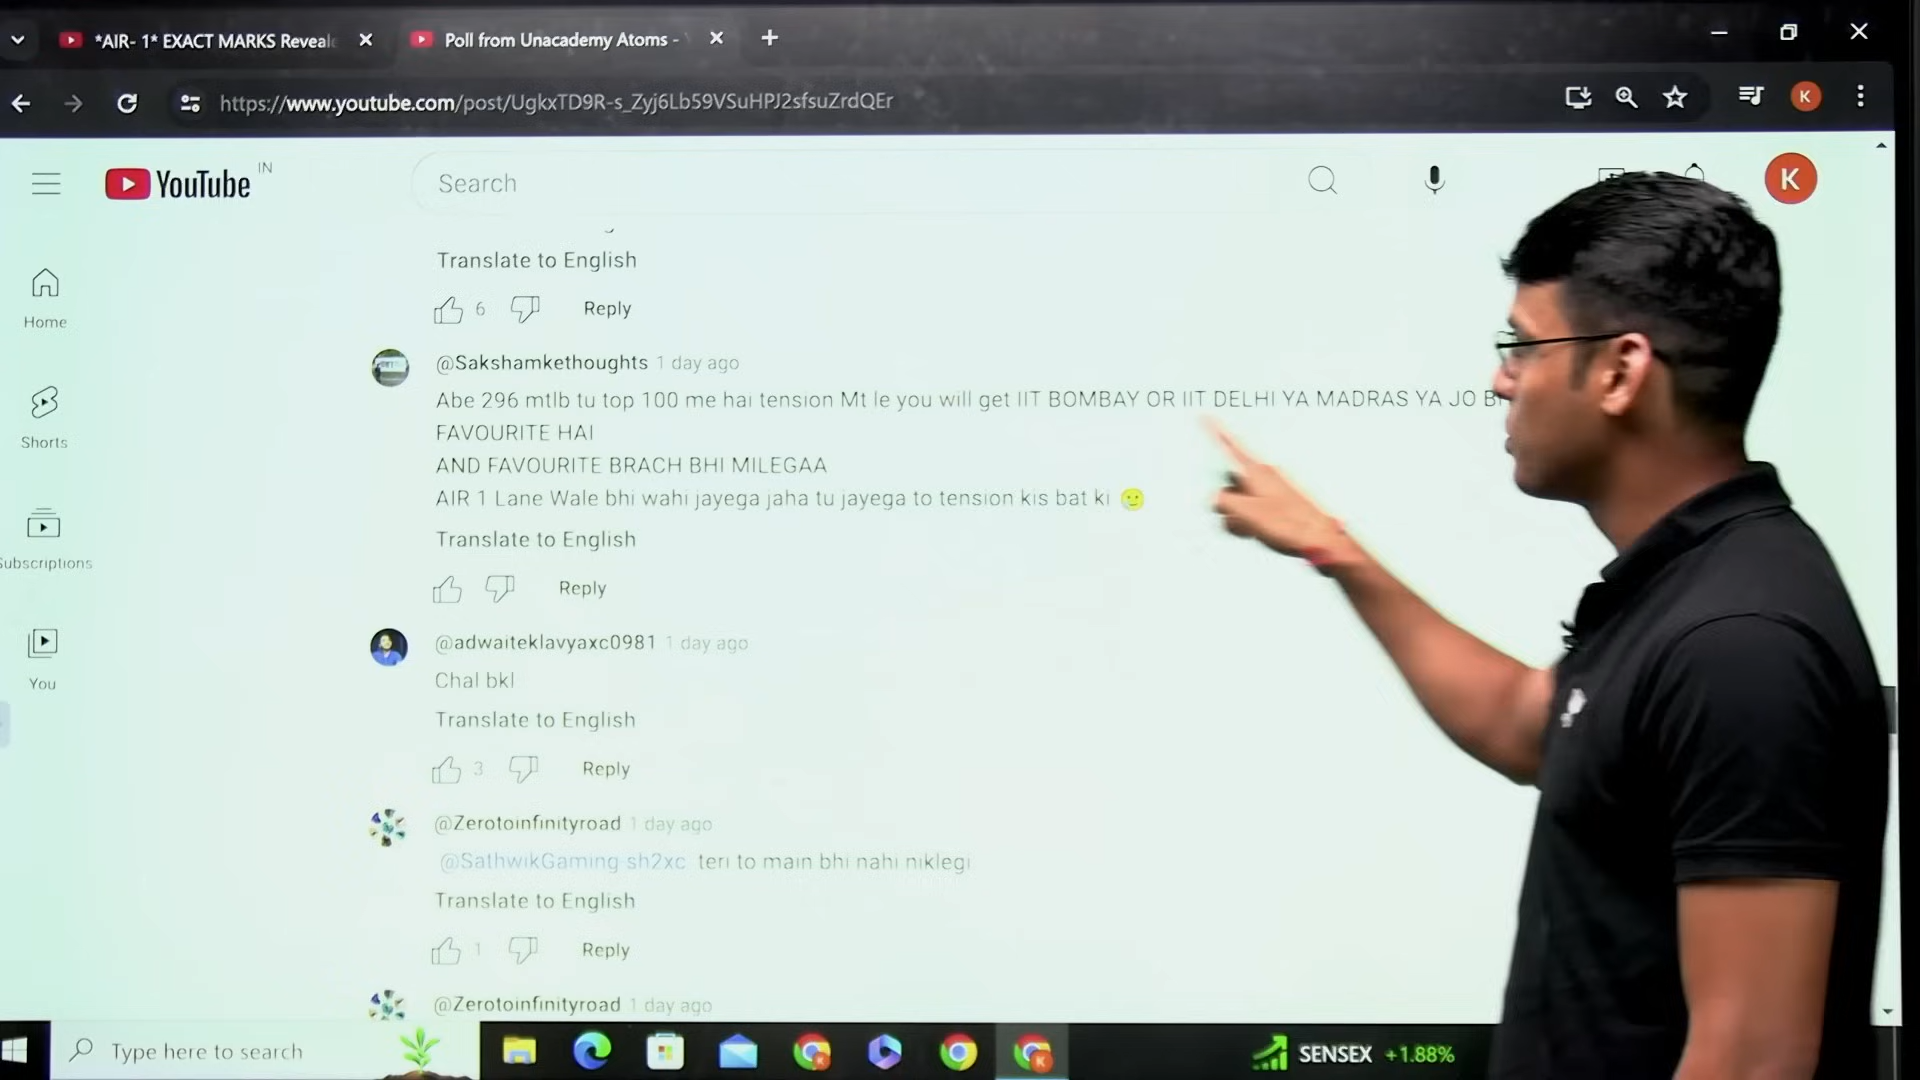 *AIR- 1* EXACT MARKS Reveal
Poll from Unacademy Atoms -
https://www.youtube.com/post/UgkxTD9R-s_Zyj6Lb59VSuHPJ2sfsuZrdQEr
K
YouTube
IN
Search
K
Home
Shorts
Subscriptions
You
Translate to English
6
Reply
@Sakshamkethoughts 1 day ago
Abe 296 mtlb tu top 100 me hai tension Mt le you will get IIT BOMBAY OR IIT DELHI YA MADRAS YA JO
FAVOURITE HAI
AND FAVOURITE BRACH BHI MILEGAA
AIR 1 Lane Wale bhi wahi jayega jaha tu jayega to tension kis bat ki
Translate to English
Reply
@adwaiteklavyaxc0981 1 day ago
Chal bkl
Translate to English
3
Reply
@Zerotoinfinityroad 1 day ago
@SathwikGaming-sh2xc teri to main bhi nahi niklegi
Translate to English
1
Reply
@Zerotoinfinityroad 1 day ago
Type here to search
K
K
SENSEX +1.88%